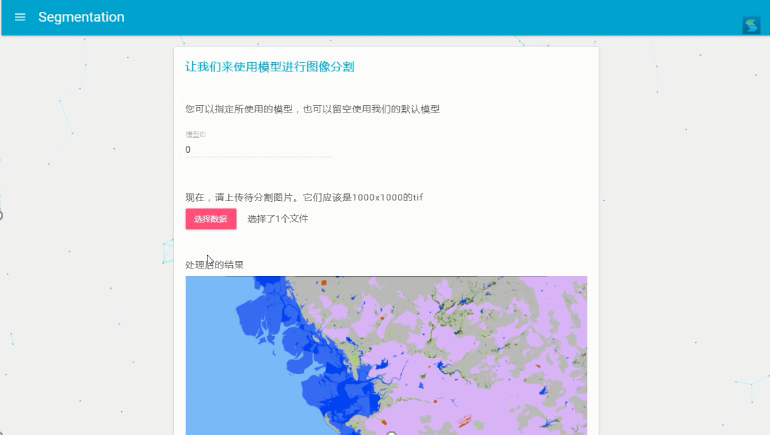 Segmentation
让我们来使用模型进行图像分割
您可以指定所使用的模型，也可以留空使用我们的默认模型
模型ID
0
现在，请上传待分割图片。它们应该是1000x1000的tif
选择数据 选择了1个文件
处理后的结果